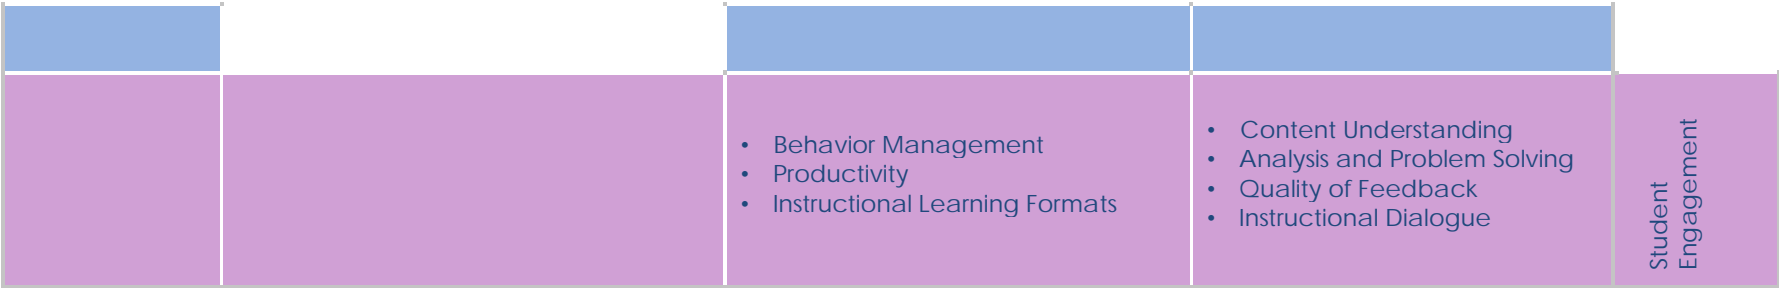 • Behavior Management
• Productivity
• Instructional Learning Formats
• Content Understanding
• Analysis and Problem Solving
• Quality of Feedback
• Instructional Dialogue
Student
Engagement